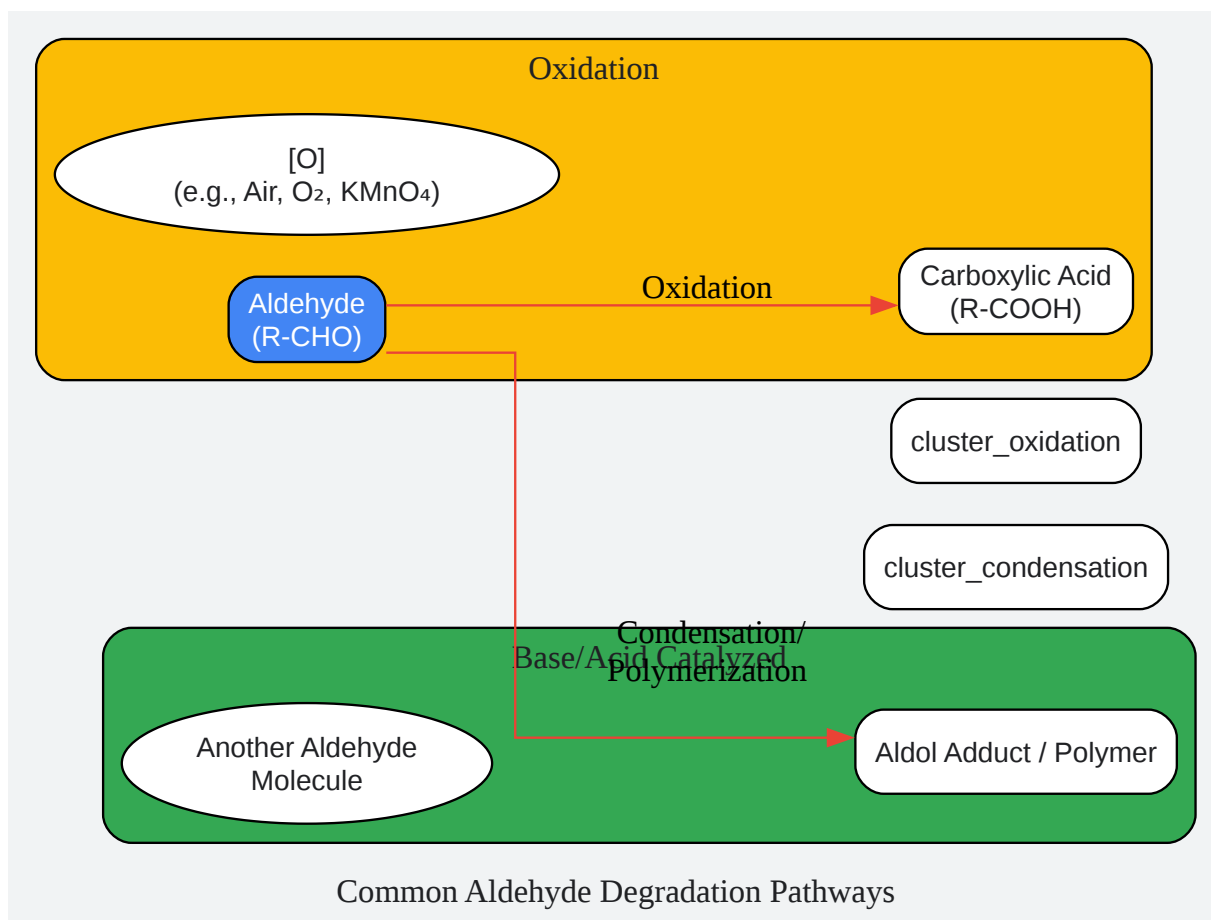 Oxidation
[O]
(e.g., Air, O₂, KMnO₄)
Aldehyde
(R-CHO)
Oxidation
Carboxylic Acid
(R-COOH)
cluster_oxidation
cluster_condensation
Condensation/
Base/Acid Catalyzed
Polymerization
Another Aldehyde
Molecule
Aldol Adduct / Polymer
Common Aldehyde Degradation Pathways